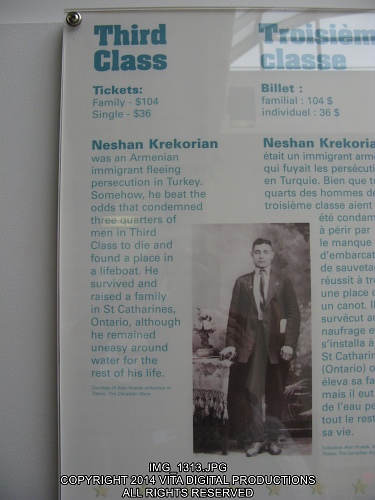 Third
Class
Tickets:
Family - $104
Single - $36
Neshan Krekorian
was an Armenian
immigrant fleeing
persecution in Turkey.
Somehow, he beat the
odds that condemned
three quarters of
men in Third
Class to die and
found a place in
a lifeboat. He
survived and
raised a family
in St Catharines,
Ontario, although
he remained
uneasy around
water for the
rest of his life.
Troisièm
classe
Billet :
familial : 104 $
individuel : 36 $
Neshan Krekoria
était un immigrant armé
qui fuyait les persécuti
en Turquie. Bien que tr
quarts des hommes de
troisième classe aient
été condam
à périr par
le manque
d'embarcat
de sauveta
réussit à tro
une place d
un canot. Il
survécut au
naufrage et
s'installa à
St Catharin
(Ontario) o
éleva sa fa
mais il eut
de l'eau pe
tout le rest
sa vie.
IMG_1313.JPG
COPYRIGHT 2014 VITA DIGITAL PRODUCTIONS
ALL RIGHTS RESERVED